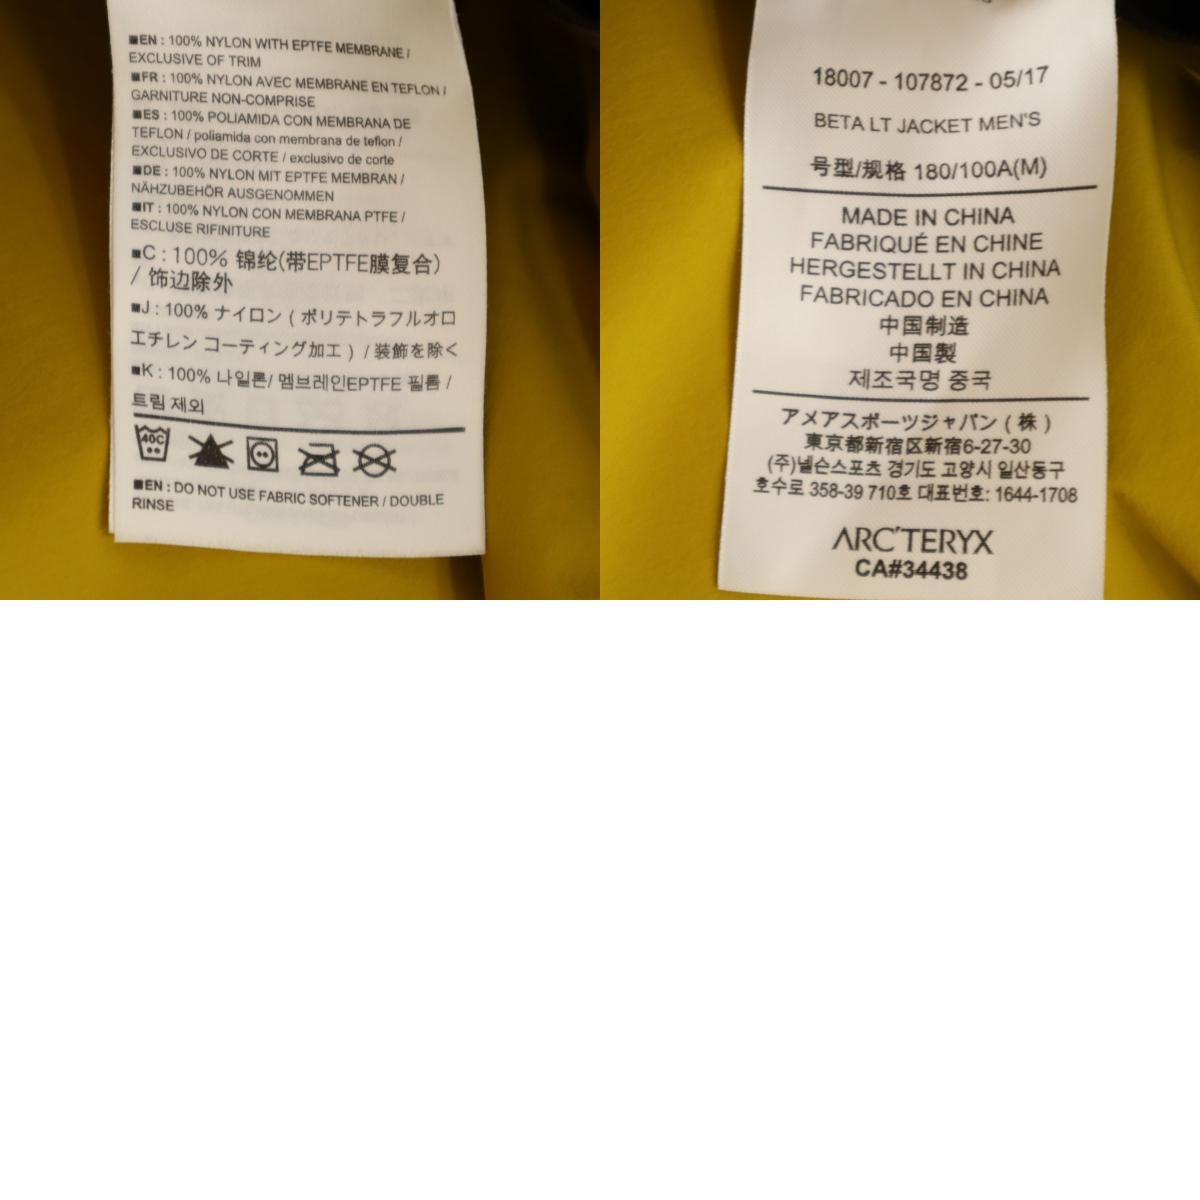 ■EN : 100% NYLON WITH EPTFE MEMBRANE /
EXCLUSIVE OF TRIM
■FR : 100% NYLON AVEC MEMBRANE EN TEFLON /
GARNITURE NON-COMPRISE
■ES : 100% POLIAMIDA CON MEMBRANA DE
TEFLON / poliamida con membrana de teflon /
EXCLUSIVO DE CORTE / exclusivo de corte
■DE : 100% NYLON MIT EPTFE MEMBRAN /
NÄHZUBEHÖR AUSGENOMMEN
■IT : 100% NYLON CON MEMBRANA PTFE /
ESCLUSE RIFINITURE
■C : 100% 锦纶(带EPTFE膜复合)
/ 饰边除外
■J : 100% ナイロン ( ポリテトラフルオロ
エチレン コーティング加工 ) / 装飾を除く
■K : 100% 나일론/ 멤브레인EPTFE 필름 /
트림 제외
40C
■EN : DO NOT USE FABRIC SOFTENER / DOUBLE
RINSE
18007 - 107872 - 05/17
BETA LT JACKET MEN'S
号型/规格 180/100A(M)
MADE IN CHINA
FABRIQUÉ EN CHINE
HERGESTELLT IN CHINA
FABRICADO EN CHINA
中国制造
中国製
제조국명 중국
アメアスポーツジャパン ( 株 )
東京都新宿区新宿6-27-30
(주)넬슨스포츠 경기도 고양시 일산동구
호수로 358-39 710호 대표번호: 1644-1708
ARC'TERYX
CA#34438